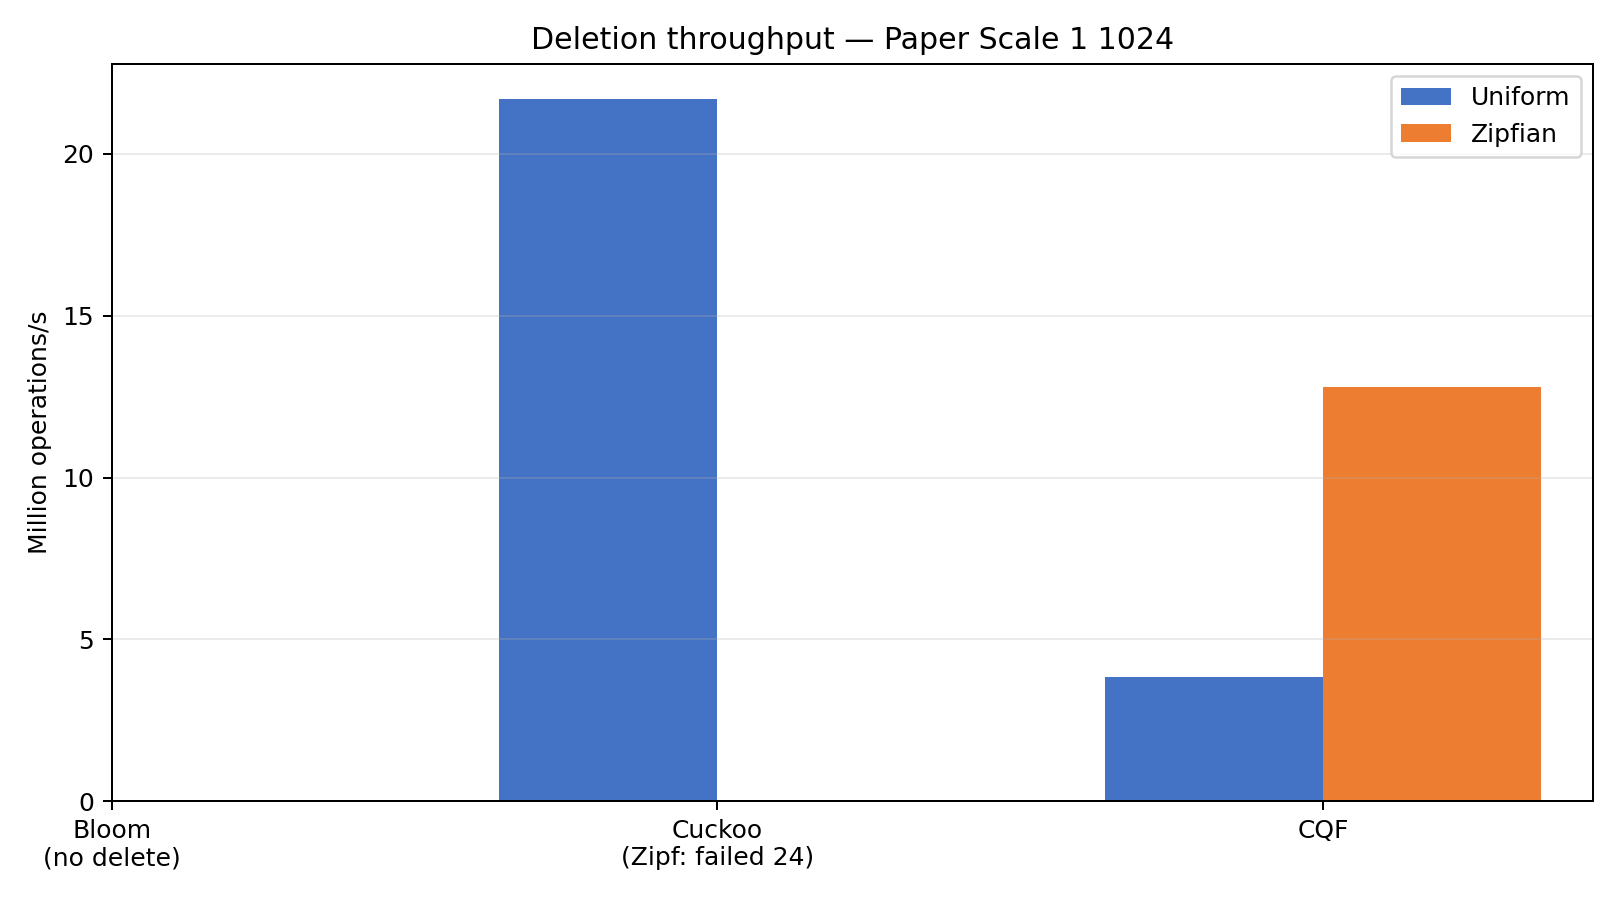 Deletion throughput — Paper Scale 1 1024
Uniform
Zipfian
Million operations/s
20
15
10
5
0
Bloom
(no delete)
Cuckoo
(Zipf: failed 24)
CQF